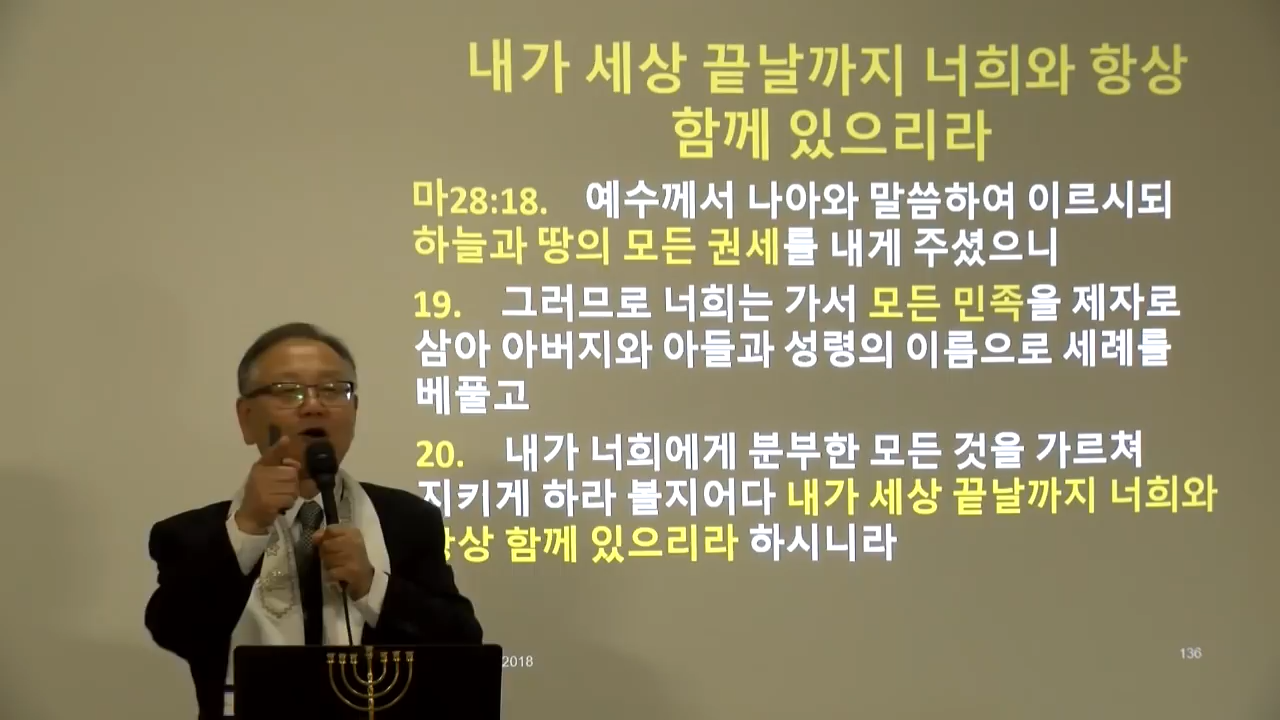 내가 세상 끝날까지 너희와 항상
함께 있으리라
마28:18. 예수께서 나아와 말씀하여 이르시되
하늘과 땅의 모든 권세를 내게 주셨으니
19. 그러므로 너희는 가서 모든 민족을 제자로
삼아 아버지와 아들과 성령의 이름으로 세례를
베풀고
20. 내가 너희에게 분부한 모든 것을 가르쳐
지키게 하라 볼지어다 내가 세상 끝날까지 너희와
항상 함께 있으리라 하시니라
2018
136